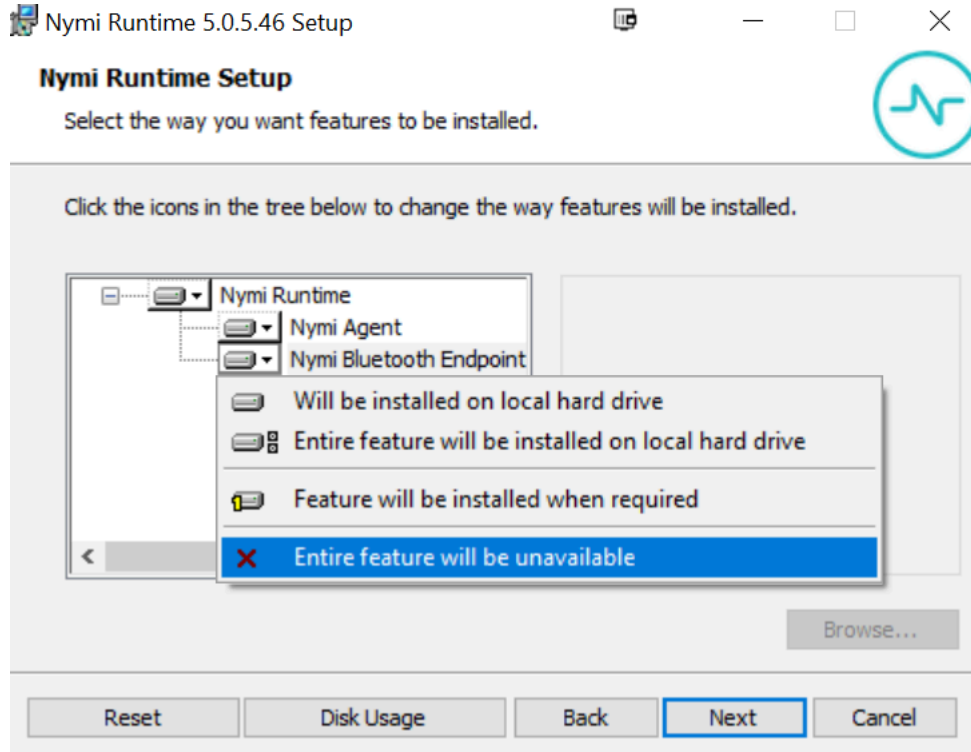 Nymi Runtime 5.0.5.46 Setup
Nymi Runtime Setup
Select the way you want features to be installed.
Click the icons in the tree below to change the way features will be installed.
Nymi Runtime
Nymi Agent
Nymi Bluetooth Endpoint
Will be installed on local hard drive
Entire feature will be installed on local hard drive
Feature will be installed when required
Entire feature will be unavailable
Browse...
Reset Disk Usage Back Next Cancel